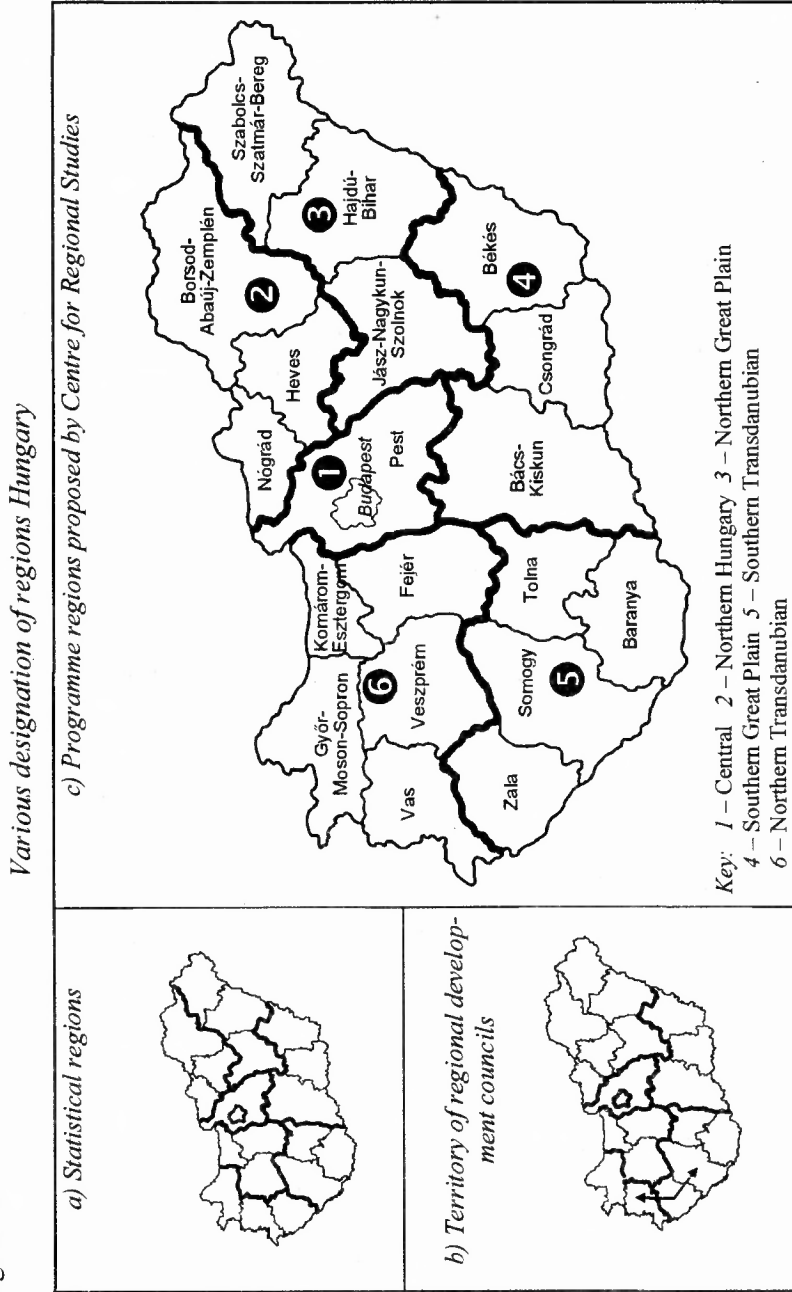 Various designation of regions Hungary
a) Statistical regions
b) Territory of regional develop-
ment councils
c) Programme regions proposed by Centre for Regional Studies
Győr-
Moson-Sopron
Komárom-
Esztergom
Vas
6
Veszprém
Fejér
Zala
Somogy
5
Tolna
Baranya
Nógrád
1
Budapest
Pest
Bács-
Kiskun
Borsod-
Abaúj-Zemplén
2
Heves
Szabolcs-
Szatmár-Bereg
3
Hajdú-
Bihar
Jász-Nagykun-
Szolnok
Békés
4
Csongrád
Key: 1 – Central 2 – Northern Hungary 3 – Northern Great Plain
4 – Southern Great Plain 5 – Southern Transdanubian
6 – Northern Transdanubian